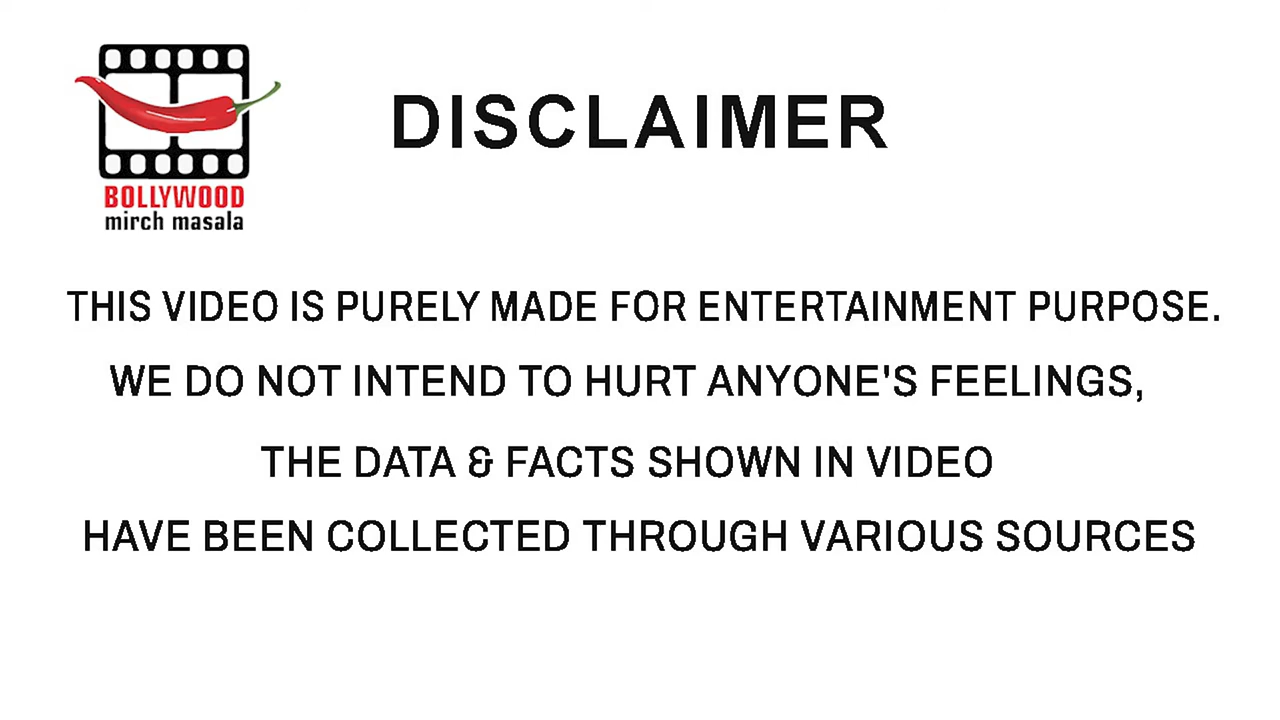 BOLLYWOOD
mirch masala
DISCLAIMER
THIS VIDEO IS PURELY MADE FOR ENTERTAINMENT PURPOSE.
WE DO NOT INTEND TO HURT ANYONE'S FEELINGS,
THE DATA & FACTS SHOWN IN VIDEO
HAVE BEEN COLLECTED THROUGH VARIOUS SOURCES